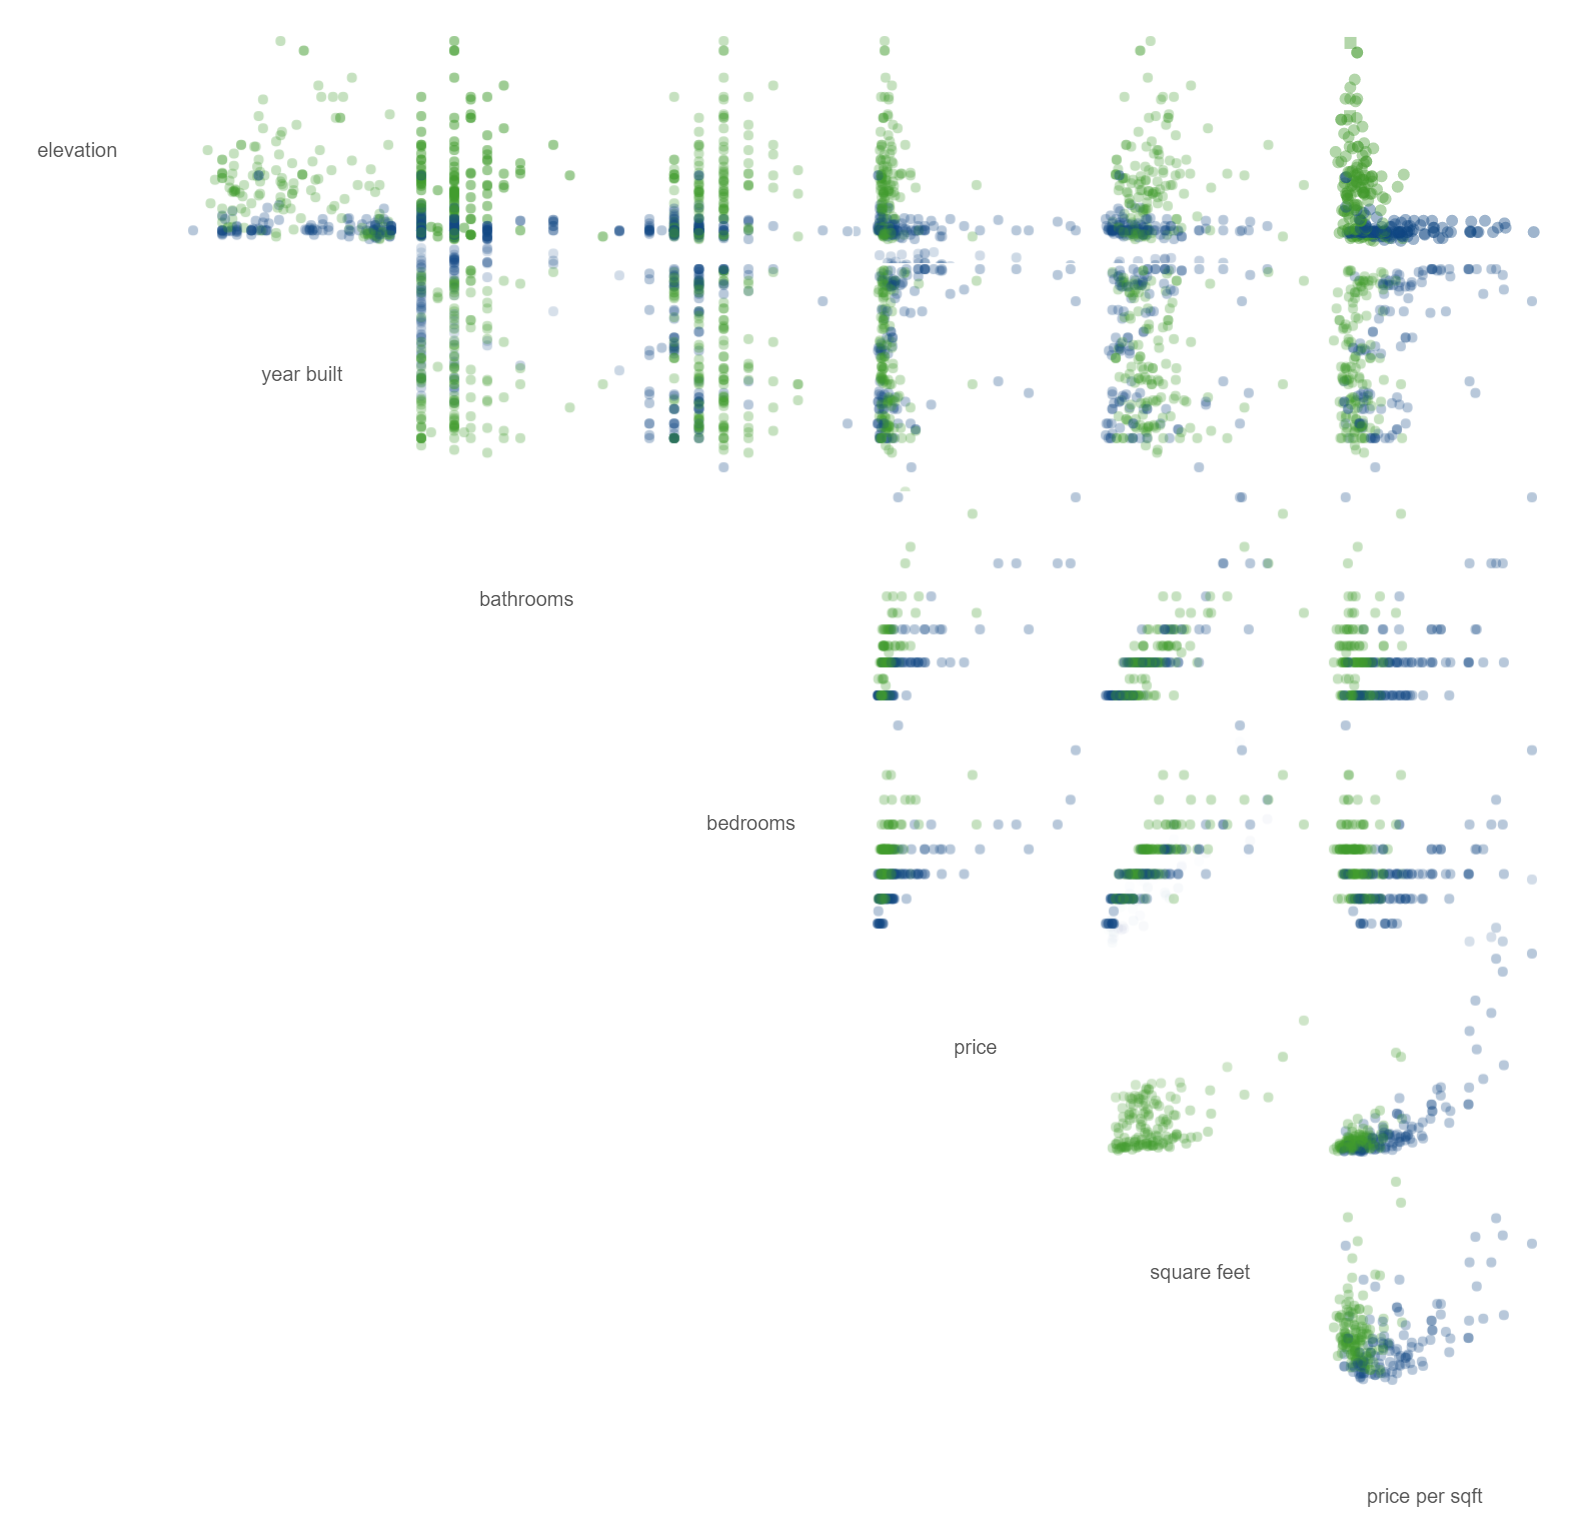 elevation
year built
bathrooms
bedrooms
price
square feet
price per sqft